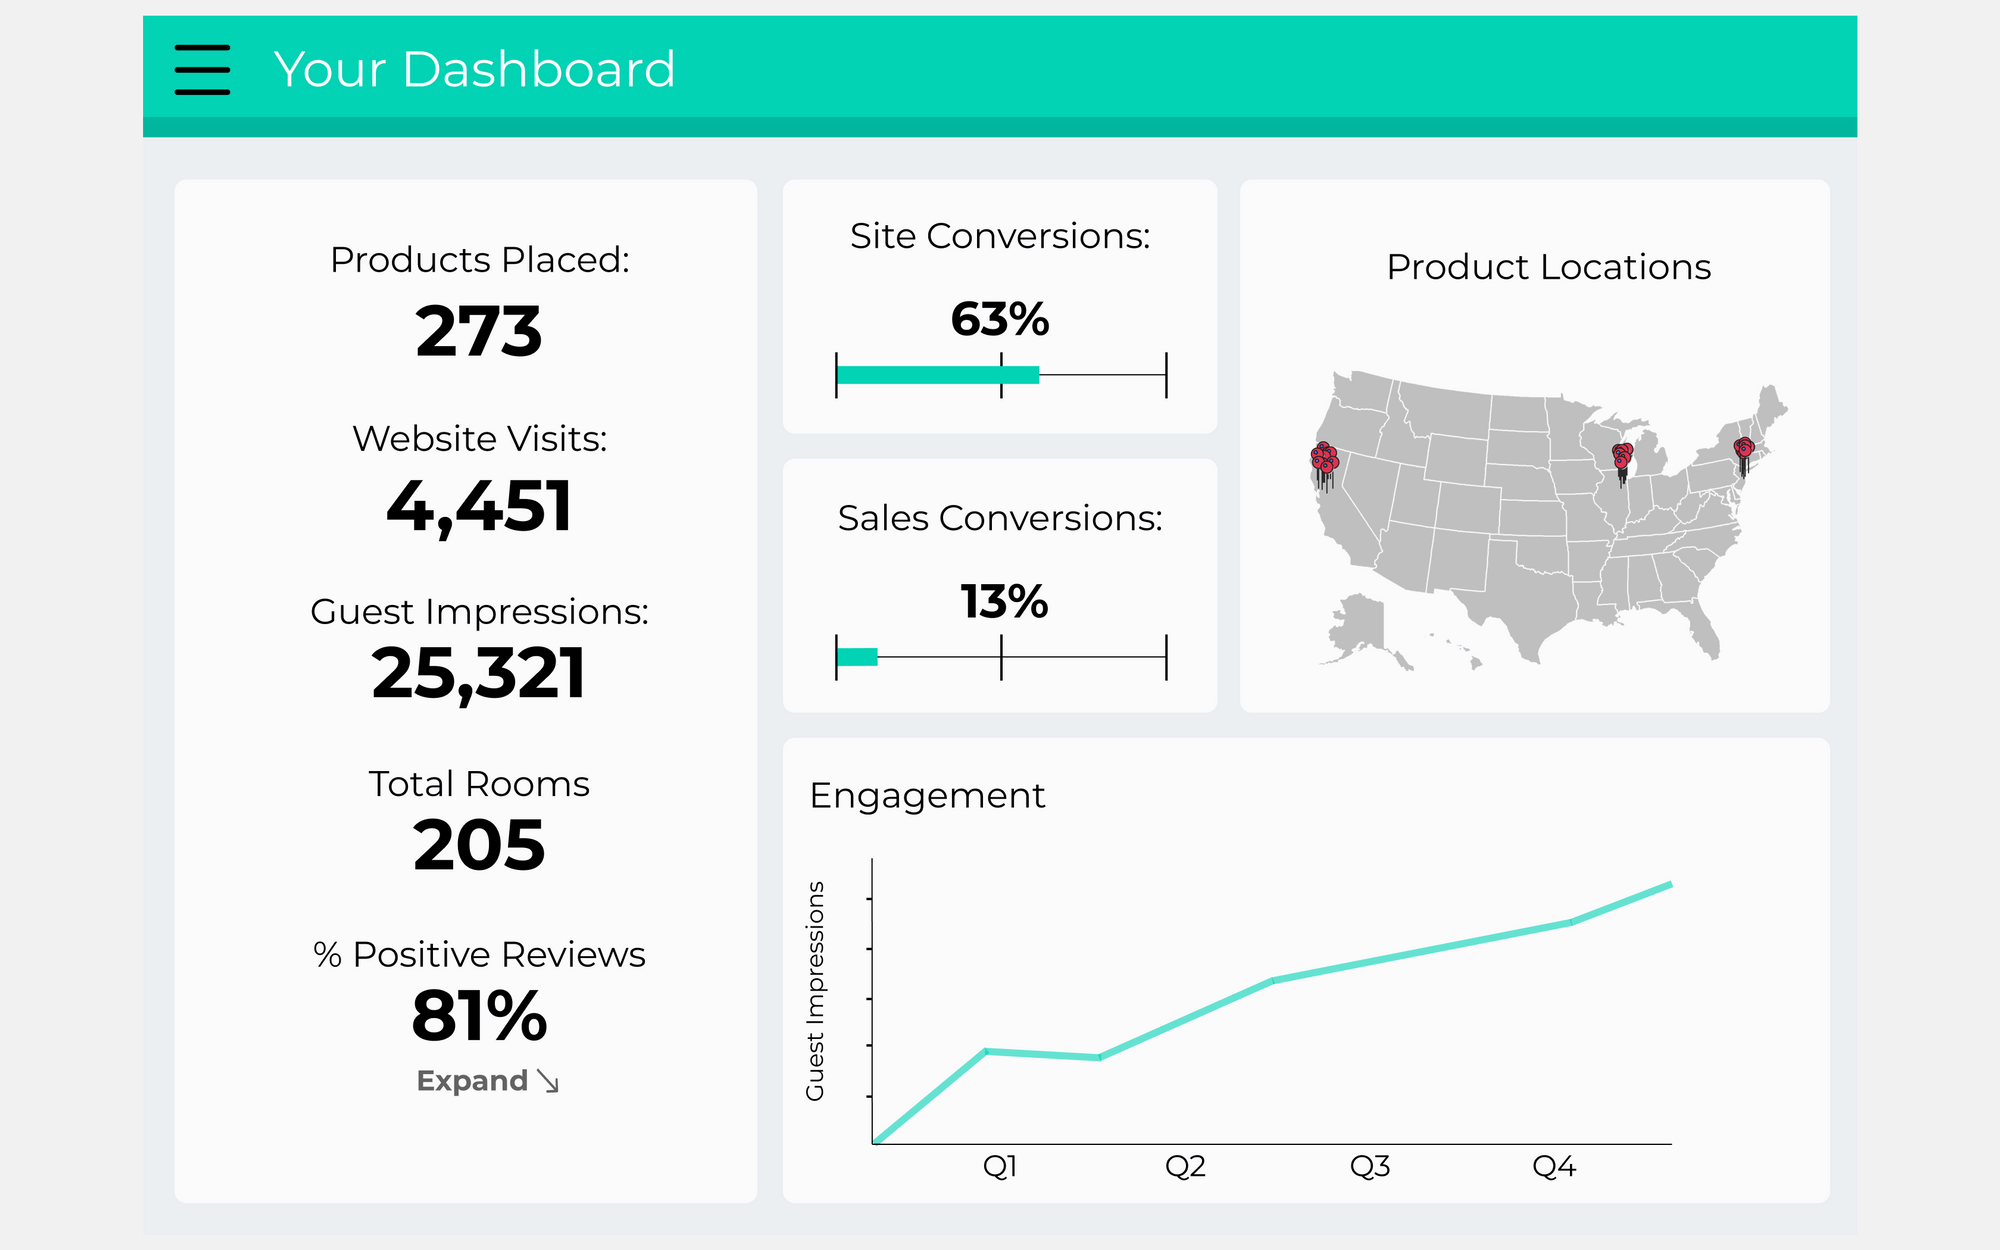 Your Dashboard
Products Placed:
273
Website Visits:
4,451
Guest Impressions:
25,321
Total Rooms
205
% Positive Reviews
81%
Expand ↘
Site Conversions:
63%
Sales Conversions:
13%
Product Locations
Engagement
Guest Impressions
Q1 Q2 Q3 Q4